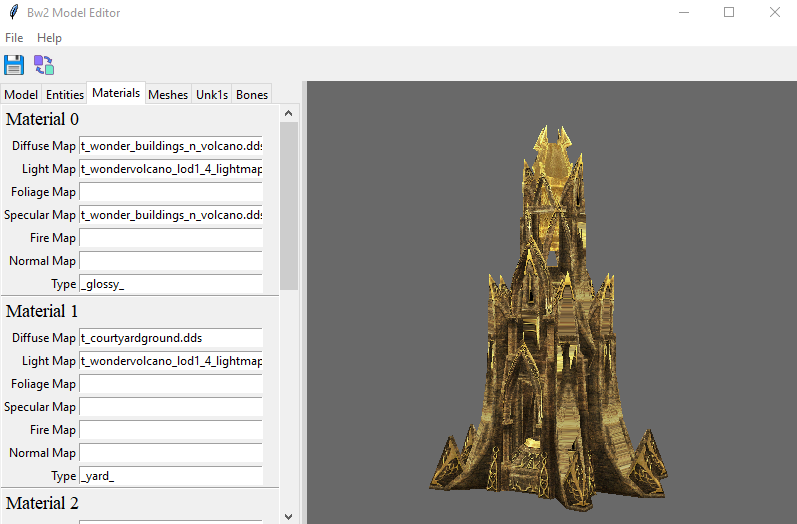 Bw2 Model Editor
File Help
Model Entities Materials Meshes Unk1s Bones
Material 0
Diffuse Map t_wonder_buildings_n_volcano.dds
Light Map t_wondervolcano_lod1_4_lightmap
Foliage Map
Specular Map t_wonder_buildings_n_volcano.dds
Fire Map
Normal Map
Type _glossy_
Material 1
Diffuse Map t_courtyardground.dds
Light Map t_wondervolcano_lod1_4_lightmap
Foliage Map
Specular Map
Fire Map
Normal Map
Type _yard_
Material 2